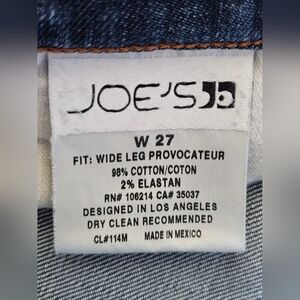 JOE'S
W 27
FIT: WIDE LEG PROVOCATEUR
98% COTTON/COTON
2% ELASTAN
RN# 106214 CA# 35037
DESIGNED IN LOS ANGELES
DRY CLEAN RECOMMENDED
CL#114M MADE IN MEXICO